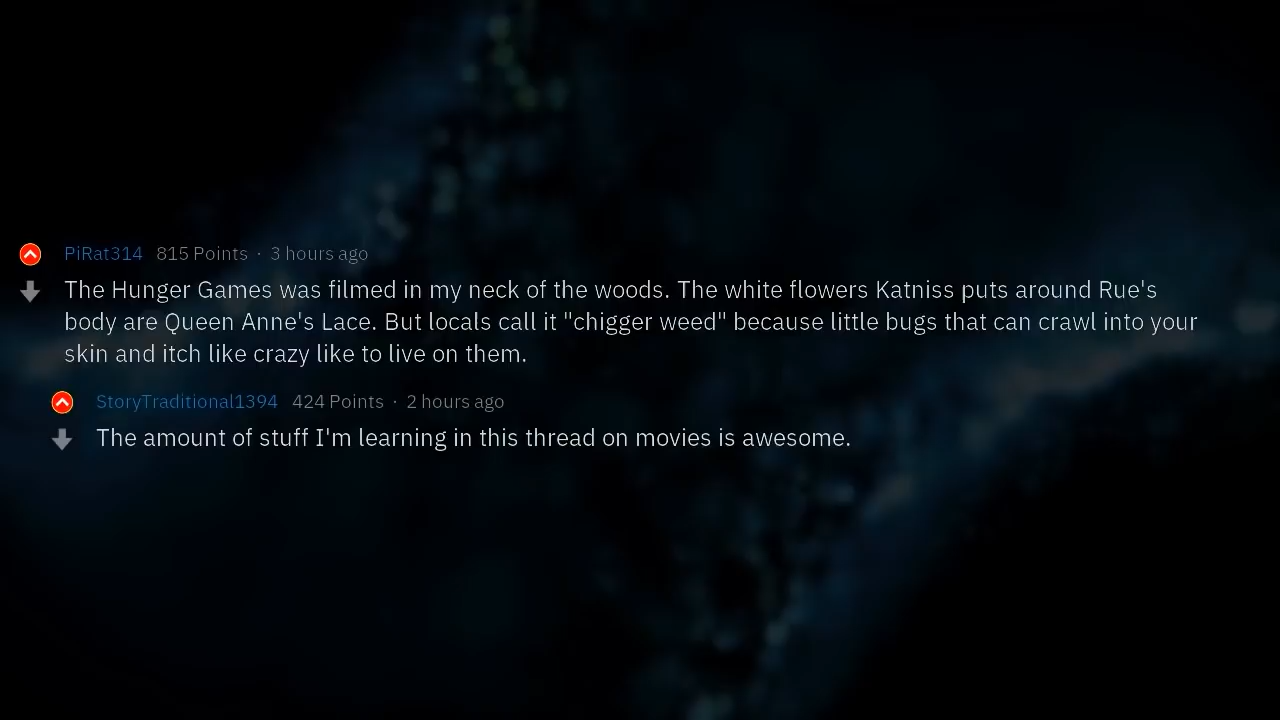 PiRat314 815 Points · 3 hours ago
The Hunger Games was filmed in my neck of the woods. The white flowers Katniss puts around Rue's
body are Queen Anne's Lace. But locals call it "chigger weed" because little bugs that can crawl into your
skin and itch like crazy like to live on them.
StoryTraditional1394 424 Points · 2 hours ago
The amount of stuff I'm learning in this thread on movies is awesome.